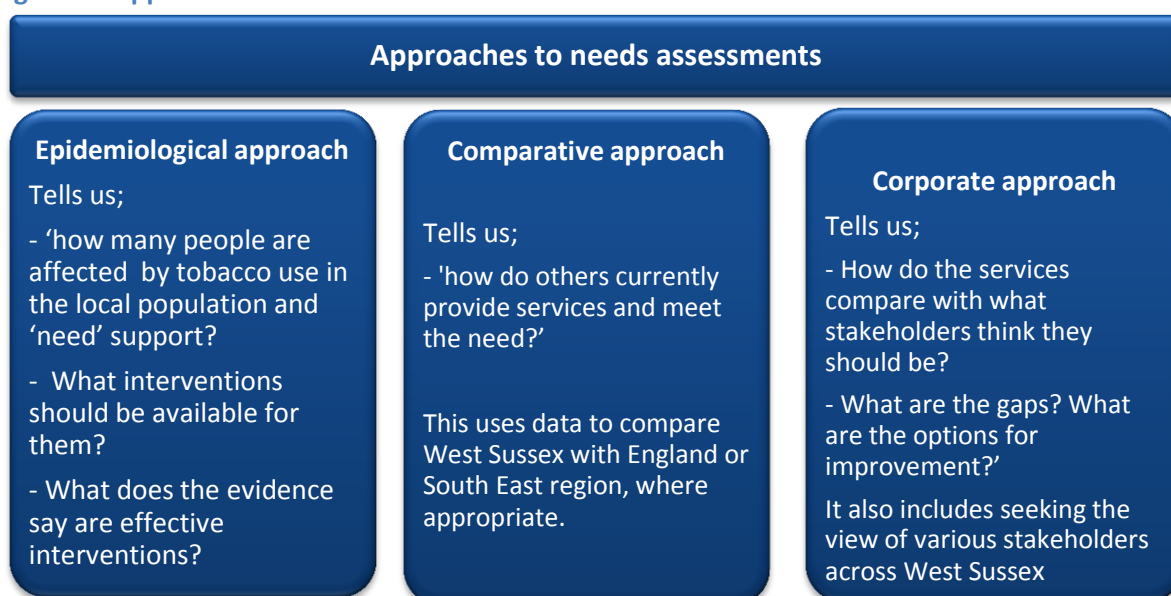 Approaches to needs assessments
Epidemiological approach
Tells us;
- ‘how many people are
affected  by tobacco use in
the local population and
‘need’ support?
-  What interventions
should be available for
them?
- What does the evidence
say are effective
interventions?
Comparative approach
Tells us;
- 'how do others currently
provide services and meet
the need?’
This uses data to compare
West Sussex with England or
South East region, where
appropriate.
Corporate approach
Tells us;
- How do the services
compare with what
stakeholders think they
should be?
- What are the gaps? What
are the options for
improvement?’
It also includes seeking the
view of various stakeholders
across West Sussex